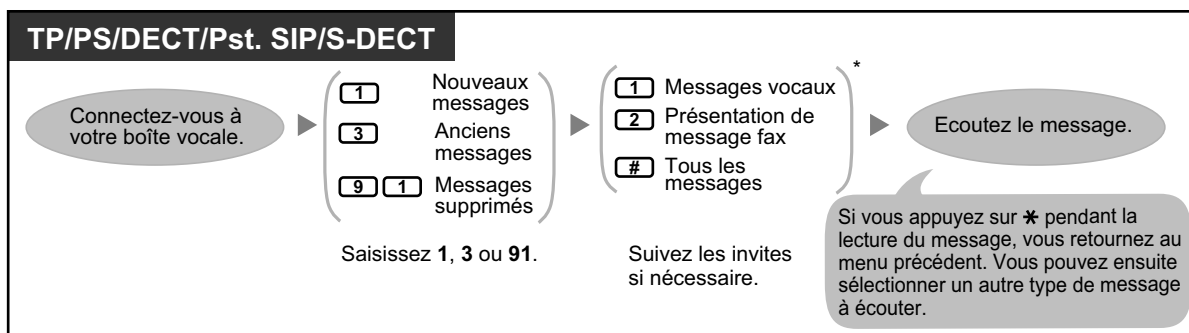 TP/PS/DECT/Pst. SIP/S-DECT
Connectez-vous à
votre boîte vocale.
1 Nouveaux
messages
3 Anciens
messages
9 1 Messages
supprimés
Saisissez 1, 3 ou 91.
*
1 Messages vocaux
2 Présentation de
message fax
# Tous les
messages
Suivez les invites
si nécessaire.
Ecoutez le message.
Si vous appuyez sur * pendant la
lecture du message, vous retournez au
menu précédent. Vous pouvez ensuite
sélectionner un autre type de message
à écouter.